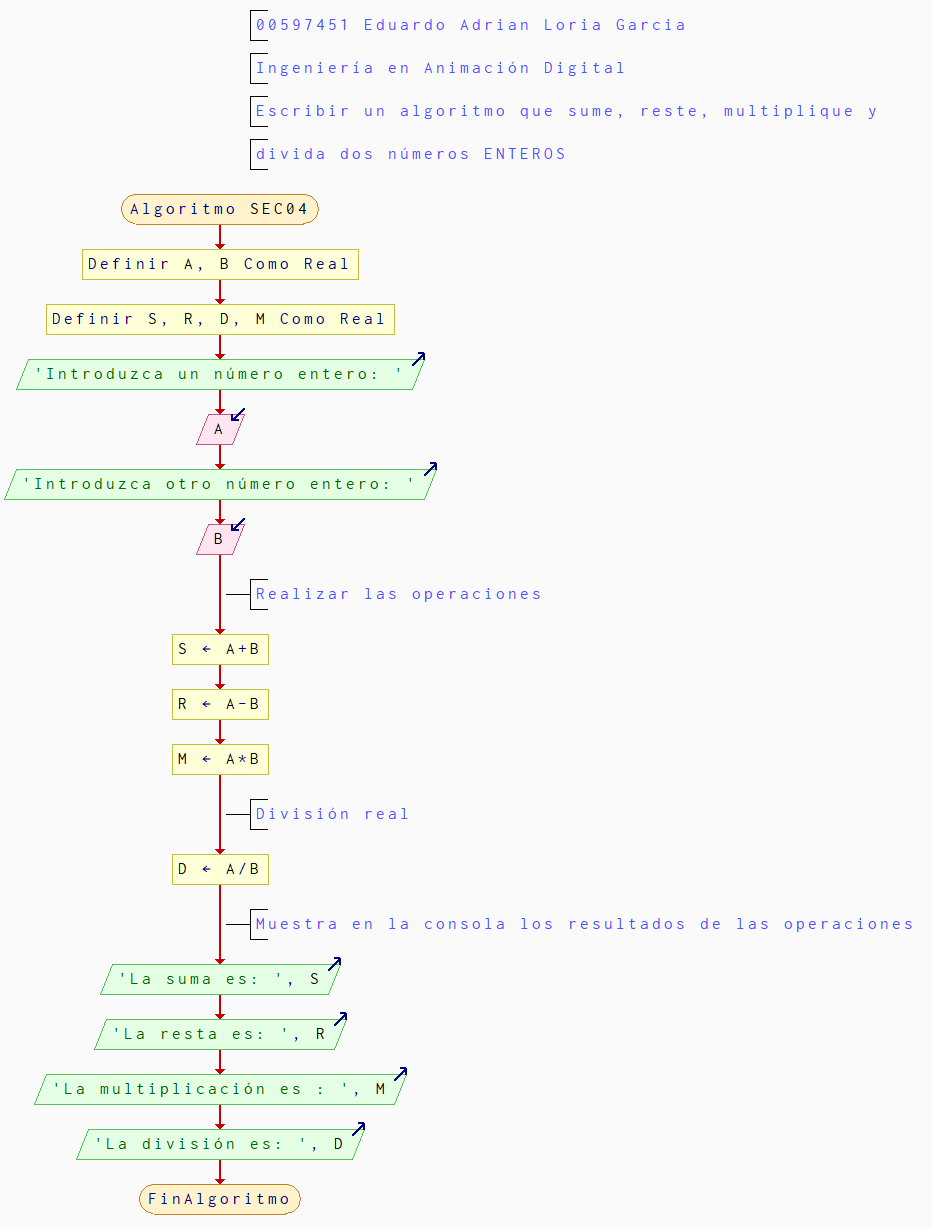 00597451 Eduardo Adrian Loria Garcia
Ingeniería en Animación Digital
Escribir un algoritmo que sume, reste, multiplique y
divida dos números ENTEROS
Algoritmo SEC04
Definir A, B Como Real
Definir S, R, D, M Como Real
'Introduzca un número entero: '
A
'Introduzca otro número entero: '
B
Realizar las operaciones
S ← A+B
R ← A-B
M ← A*B
División real
D ← A/B
Muestra en la consola los resultados de las operaciones
'La suma es: ', S
'La resta es: ', R
'La multiplicación es : ', M
'La división es: ', D
FinAlgoritmo